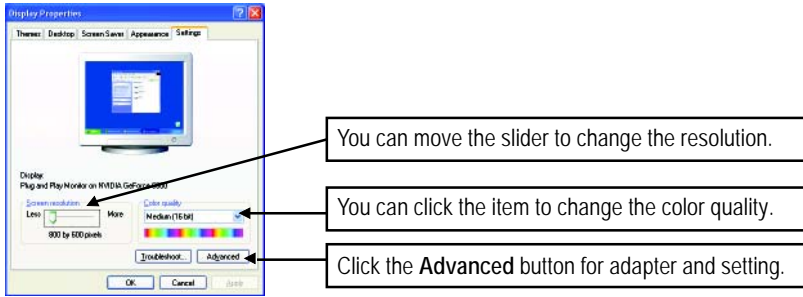 Display Properties
Themes Desktop Screen Saver Appearance Settings
You can move the slider to change the resolution.
Display:
Plug and Play Monitor on NVIDIA GeForce
Screen resolution Color quality
Less More Medium (16 bit)
You can click the item to change the color quality.
800 by 600 pixels
Troubleshoot... Advanced
Click the Advanced button for adapter and setting.
OK Cancel Apply